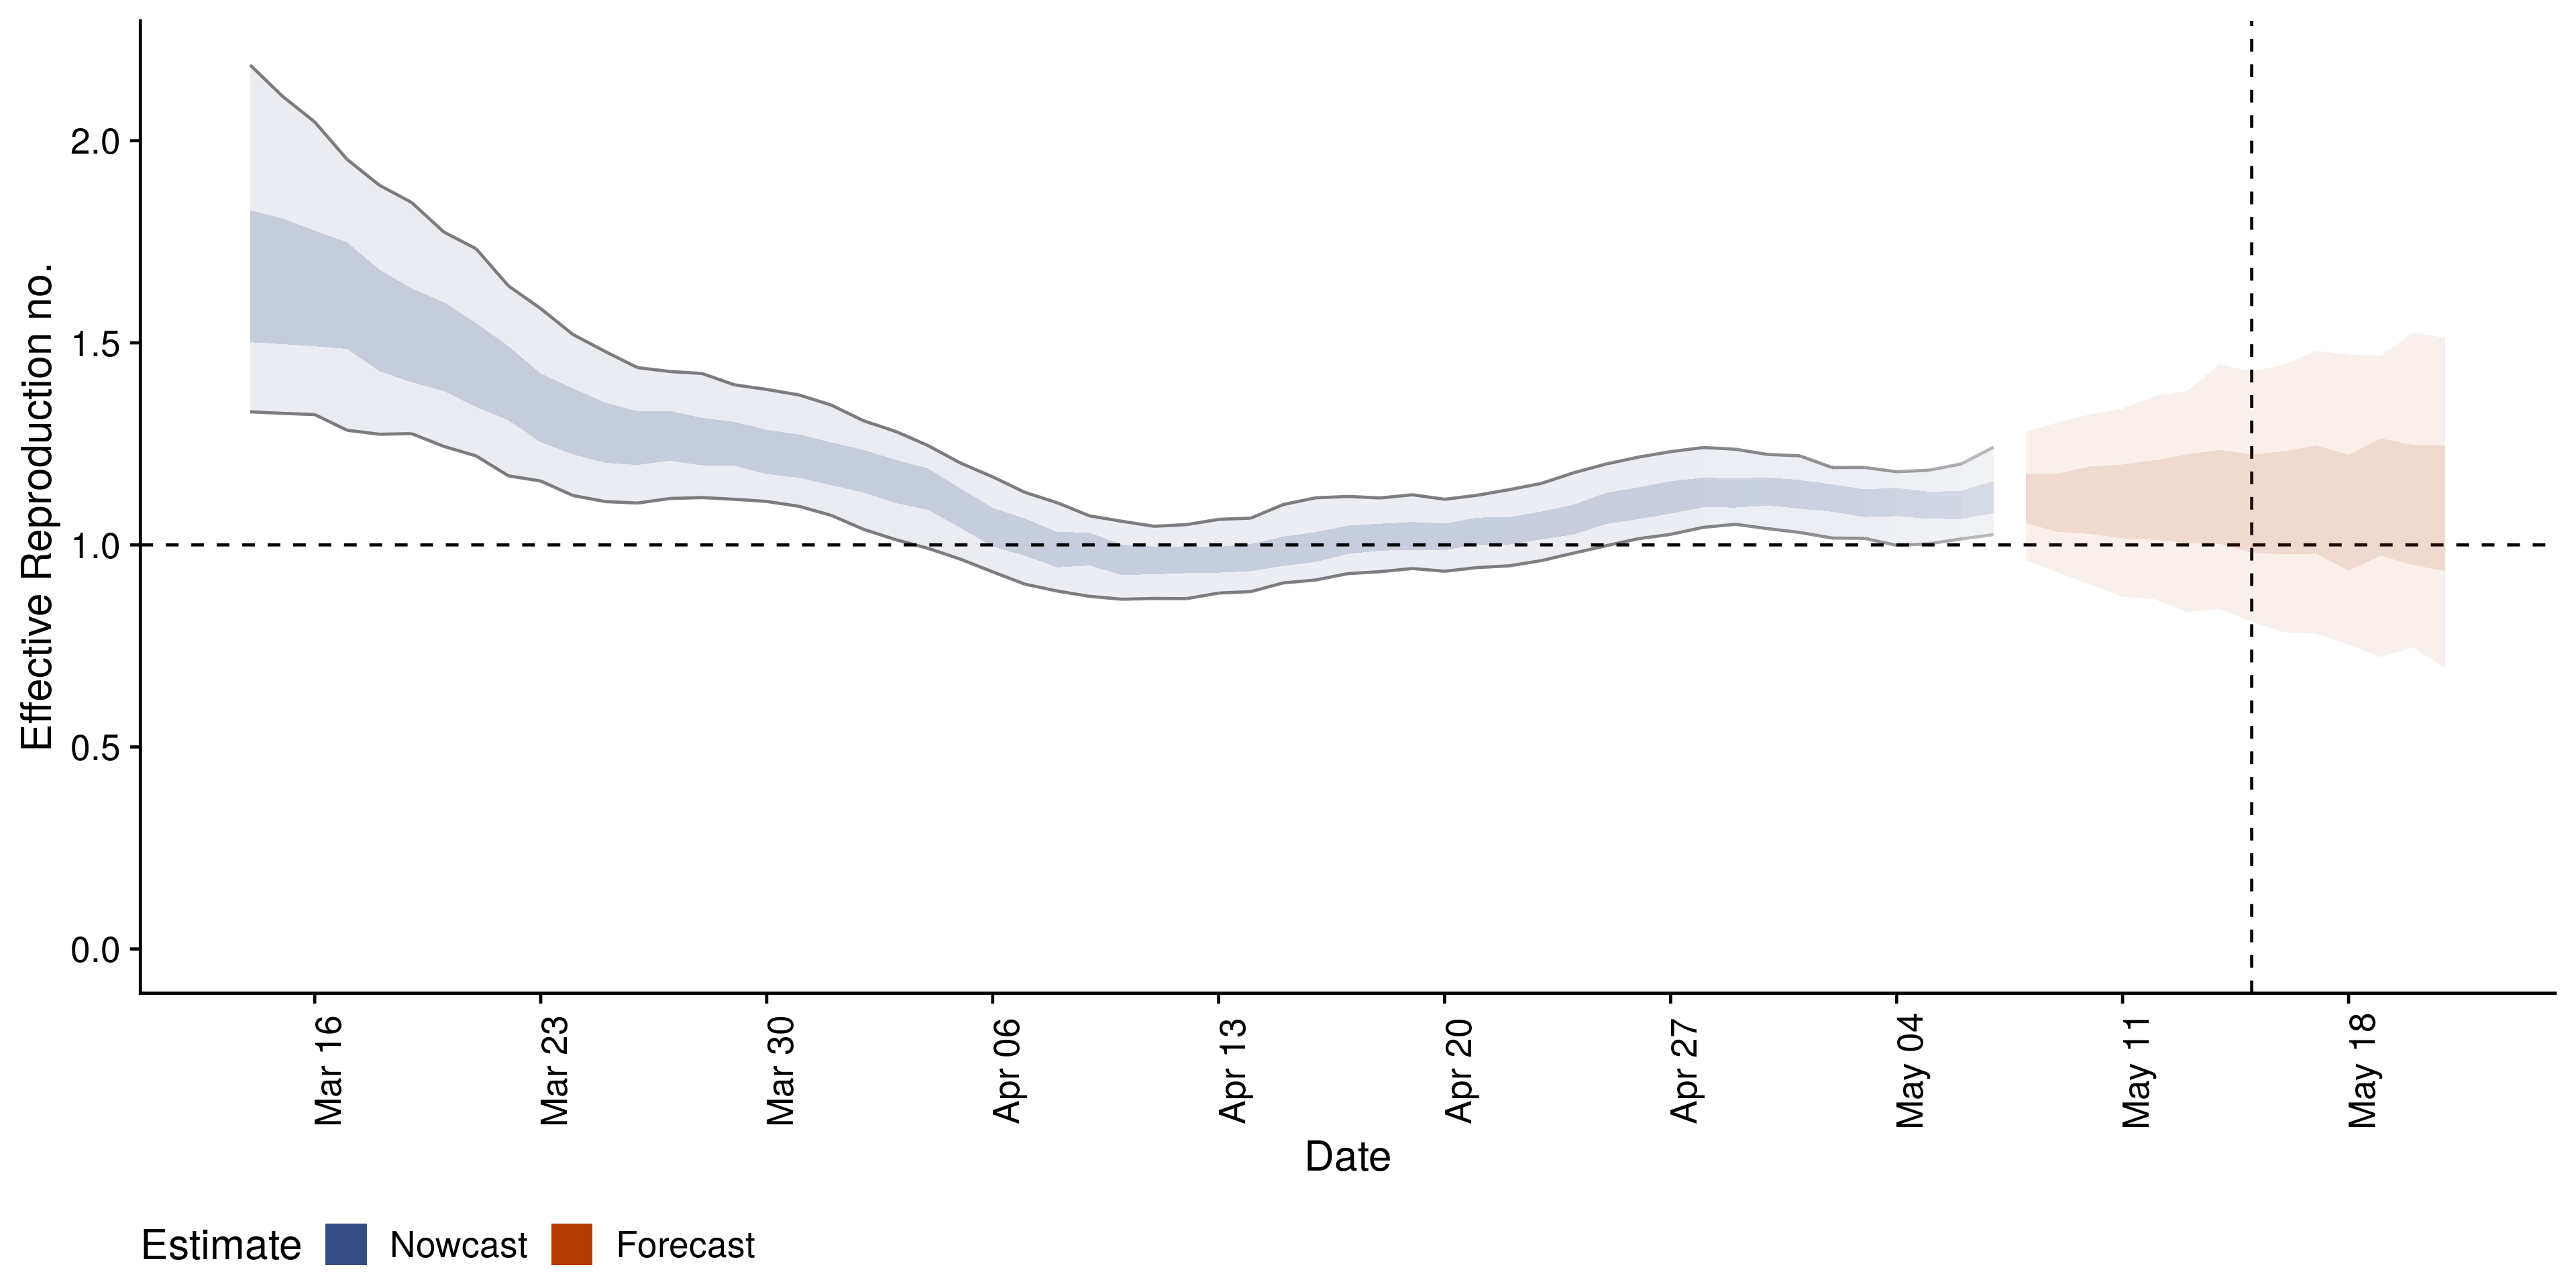 Effective Reproduction no.
2.0
1.5
1.0
0.5
0.0
Mar 16
Mar 23
Mar 30
Apr 06
Apr 13
Apr 20
Apr 27
May 04
May 11
May 18
Date
Estimate Nowcast Forecast